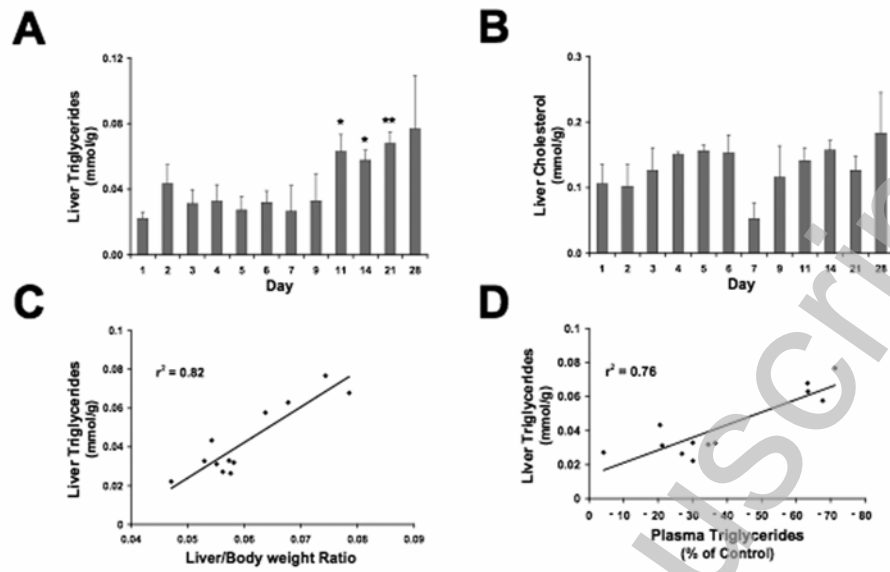 A
Liver Triglycerides
(mmol/g)
0.12
0.08
0.04
0.00
* * **
1 2 3 4 5 6 7 9 11 14 21 28
Day
B
Liver Cholesterol
(mmol/g)
0.3
0.2
0.1
0.0
1 2 3 4 5 6 7 9 11 14 21 28
Day
C
Liver Triglycerides
(mmol/g)
0.1
0.08
0.06
0.04
0.02
0
r² = 0.82
0.04 0.05 0.06 0.07 0.08 0.09
Liver/Body weight Ratio
D
Liver Triglycerides
(mmol/g)
0.1
0.08
0.06
0.04
0.02
0
r² = 0.76
0 - 10 - 20 - 30 - 40 - 50 - 60 - 70 - 80
Plasma Triglycerides
(% of Control)
uscrip